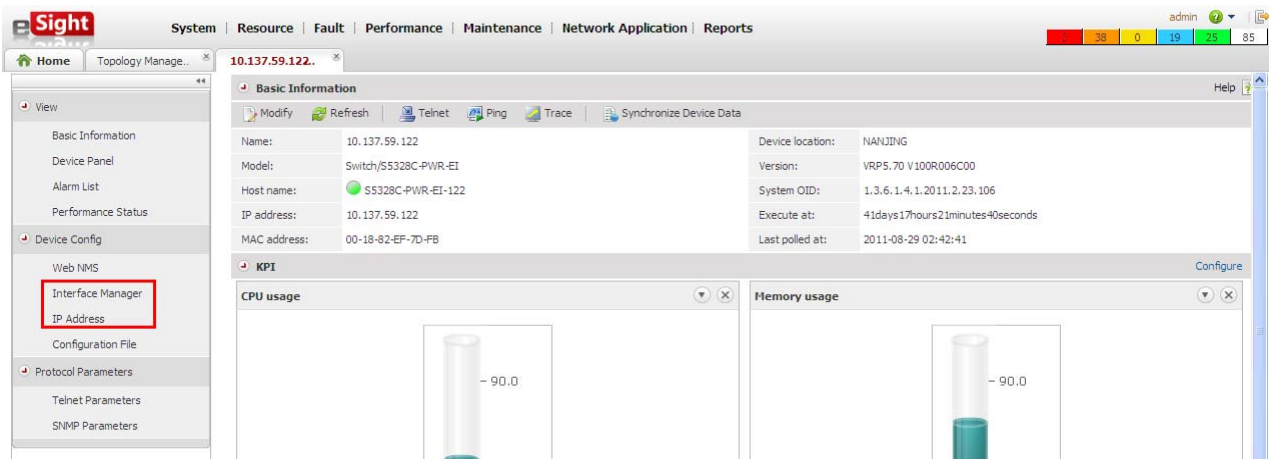 eSight
admin
System | Resource | Fault | Performance | Maintenance | Network Application | Reports
38 0 19 25 85
Home Topology Manage.. 10.137.59.122..
View
Basic Information
Device Panel
Alarm List
Performance Status
Device Config
Web NMS
Interface Manager
IP Address
Configuration File
Protocol Parameters
Telnet Parameters
SNMP Parameters
Basic Information Help
Modify Refresh Telnet Ping Trace Synchronize Device Data
Name: 10.137.59.122 Device location: NANJING
Model: Switch/S5328C-PWR-EI Version: VRP5.70 V100R006C00
Host name: S5328C-PWR-EI-122 System OID: 1.3.6.1.4.1.2011.2.23.106
IP address: 10.137.59.122 Execute at: 41days17hours21minutes40seconds
MAC address: 00-18-82-EF-7D-FB Last polled at: 2011-08-29 02:42:41
KPI Configure
CPU usage Memory usage
90.0 90.0